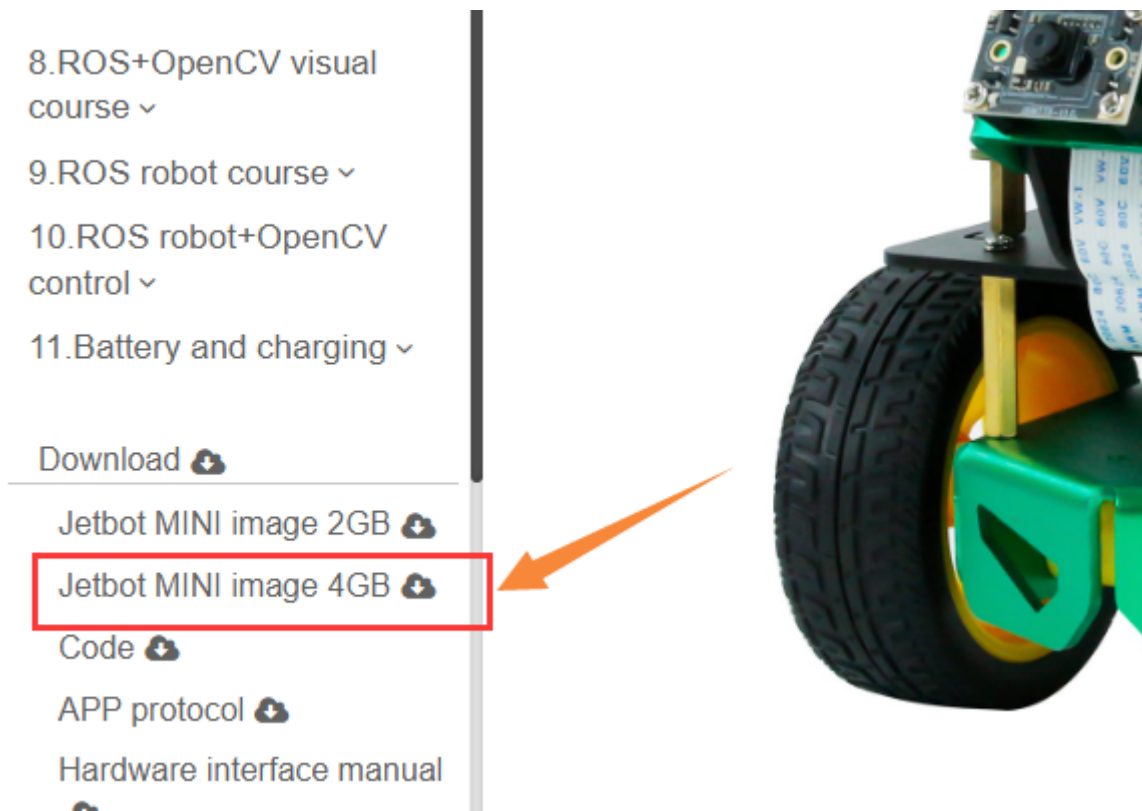 8.ROS+OpenCV visual
course
9.ROS robot course
10.ROS robot+OpenCV
control
11.Battery and charging
Download
Jetbot MINI image 2GB
Jetbot MINI image 4GB
Code
APP protocol
Hardware interface manual